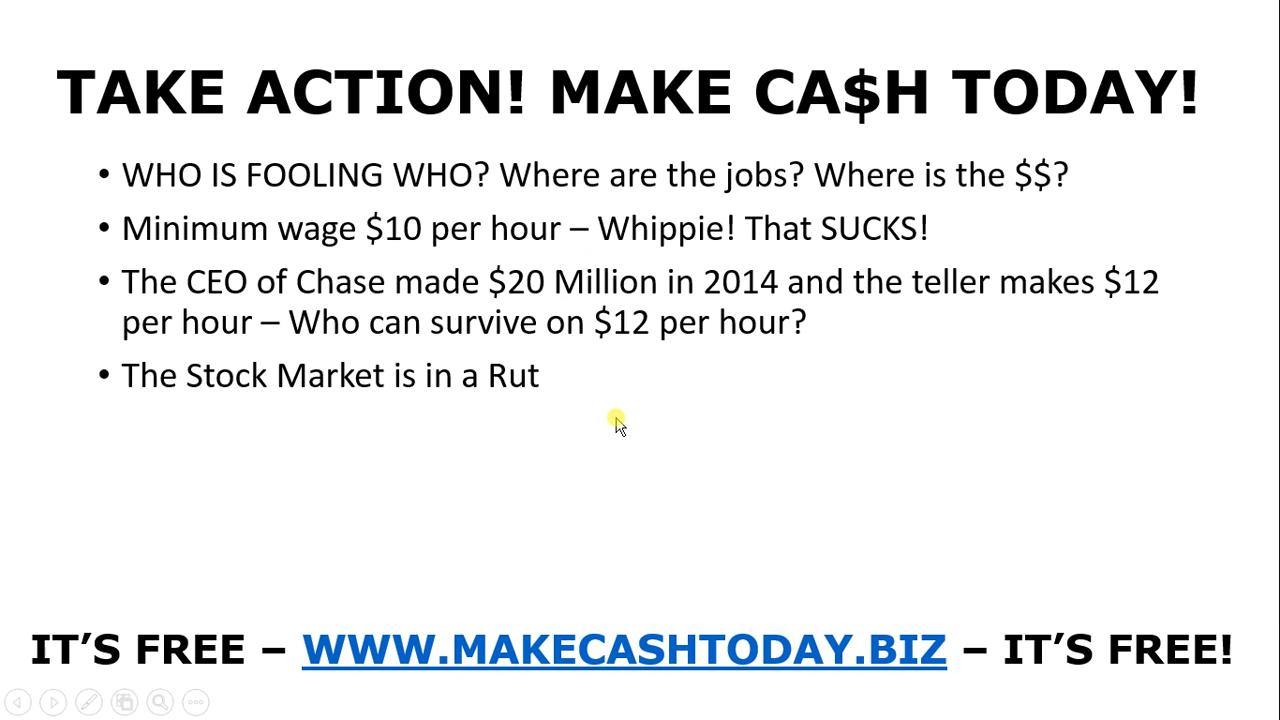 TAKE ACTION! MAKE CA$H TODAY!
• WHO IS FOOLING WHO? Where are the jobs? Where is the $$?
• Minimum wage $10 per hour – Whippie! That SUCKS!
• The CEO of Chase made $20 Million in 2014 and the teller makes $12
per hour – Who can survive on $12 per hour?
• The Stock Market is in a Rut
IT’S FREE – WWW.MAKECASHTODAY.BIZ – IT’S FREE!